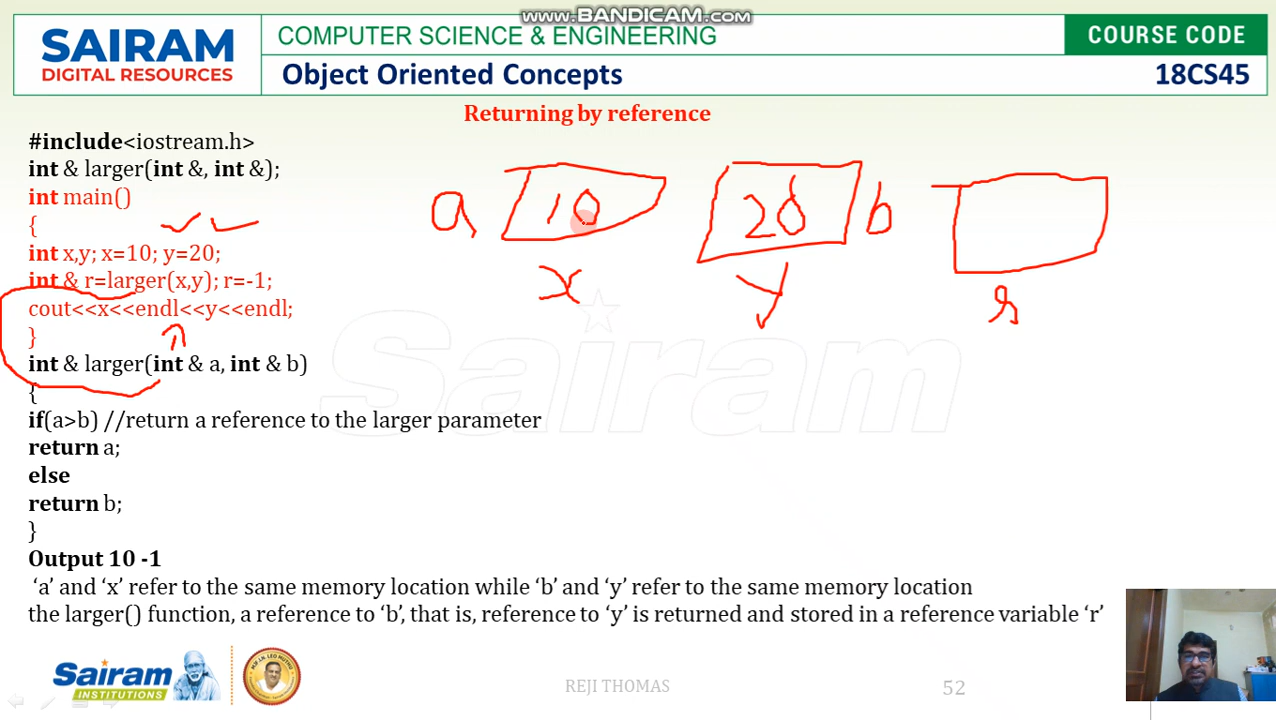 www.BANDICAM.com
SAIRAM
DIGITAL RESOURCES
COMPUTER SCIENCE & ENGINEERING
COURSE CODE
Object Oriented Concepts
18CS45
Returning by reference
#include<iostream.h>
int & larger(int &, int &);
int main()
{
int x,y; x=10; y=20;
int & r=larger(x,y); r=-1;
cout<<x<<endl<<y<<endl;
}
int & larger(int & a, int & b)
{
if(a>b) //return a reference to the larger parameter
return a;
else
return b;
}
a 10 20 b
x y r
Sairam
Output 10 -1
‘a’ and ‘x’ refer to the same memory location while ‘b’ and ‘y’ refer to the same memory location
the larger() function, a reference to ‘b’, that is, reference to ‘y’ is returned and stored in a reference variable ‘r’
Sairam
INSTITUTIONS
REJI THOMAS
52